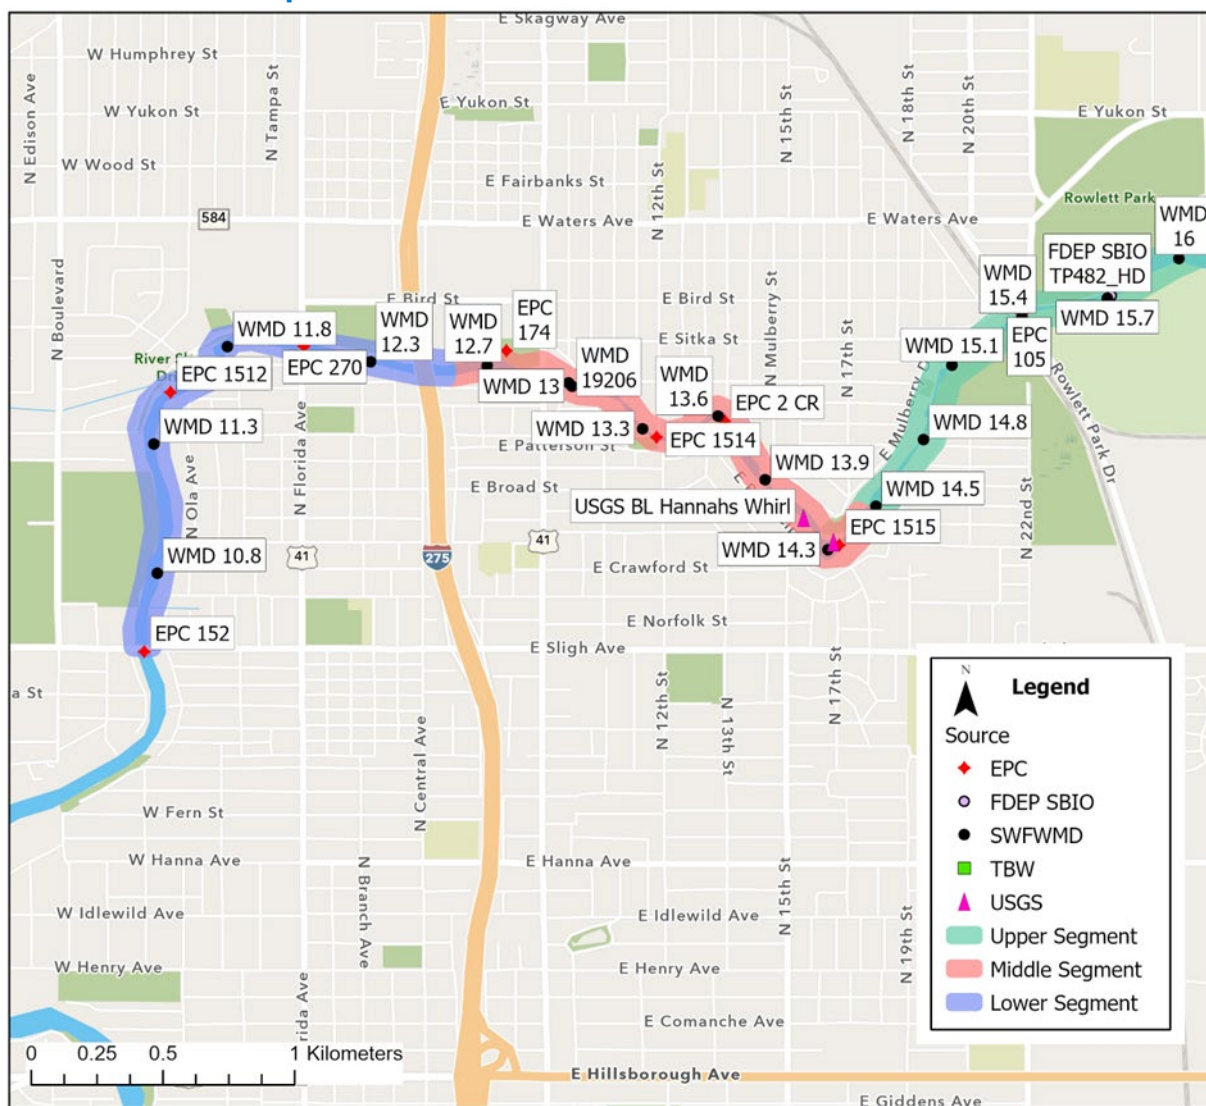 E Skagway Ave
W Humphrey St
N Edison Ave
N Tampa St
W Yukon St
E Yukon St
N 15th St
N 18th St
N 20th St
E Yukon St
W Wood St
E Fairbanks St
N 12th St
584
E Waters Ave
E Waters Ave
Rowlett Park
WMD
16
FDEP SBIO
TP482_HD
N Boulevard
E Bird St
E Bird St
WMD
15.4
WMD 11.8
WMD
12.3
WMD
12.7
EPC
174
E Sitka St
N Mulberry St
N 17th St
WMD 15.7
EPC
105
EPC 270
WMD 15.1
EPC 1512
WMD 13
WMD
19206
WMD
13.6
EPC 2 CR
E Mulberry D
Rowlett Park Dr
WMD 11.3
WMD 13.3
EPC 1514
WMD 14.8
E Patterson St
N Florida Ave
N Ola Ave
E Broad St
WMD 13.9
WMD 14.5
N 22nd St
USGS BL Hannahs Whirl
EPC 1515
41
41
275
WMD 14.3
WMD 10.8
E Crawford St
EPC 152
E Norfolk St
E Sligh Ave
a St
N 12th St
N 13th St
N 17th St
N Central Ave
W Fern St
W Hanna Ave
E Hanna Ave
N Branch Ave
N 15th St
N 19th St
W Idlewild Ave
E Idlewild Ave
W Henry Ave
E Henry Ave
rida Ave
E Comanche Ave
E Hillsborough Ave
E Giddens Ave
0 0.25 0.5 1 Kilometers
N
Legend
Source
EPC
FDEP SBIO
SWFWMD
TBW
USGS
Upper Segment
Middle Segment
Lower Segment